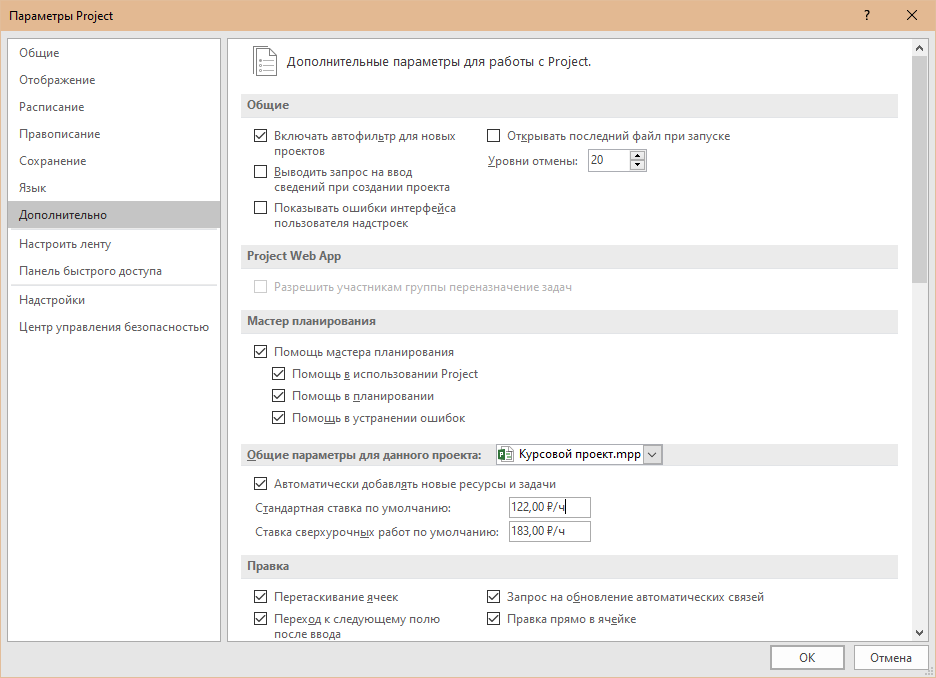 Параметры Project
?
Общие
Отображение
Расписание
Правописание
Сохранение
Язык
Дополнительно
Настроить ленту
Панель быстрого доступа
Надстройки
Центр управления безопасностью
Дополнительные параметры для работы с Project.
Общие
Включать автофильтр для новых
проектов
Выводить запрос на ввод
сведений при создании проекта
Показывать ошибки интерфейса
пользователя надстроек
Открывать последний файл при запуске
Уровни отмены: 20
Project Web App
Разрешить участникам группы переназначение задач
Мастер планирования
Помощь мастера планирования
Помощь в использовании Project
Помощь в планировании
Помощь в устранении ошибок
Общие параметры для данного проекта: Курсовой проект.mpp
Автоматически добавлять новые ресурсы и задачи
Стандартная ставка по умолчанию: 122,00 ₽/ч
Ставка сверхурочных работ по умолчанию: 183,00 ₽/ч
Правка
Перетаскивание ячеек
Переход к следующему полю
после ввода
Запрос на обновление автоматических связей
Правка прямо в ячейке
ОК
Отмена